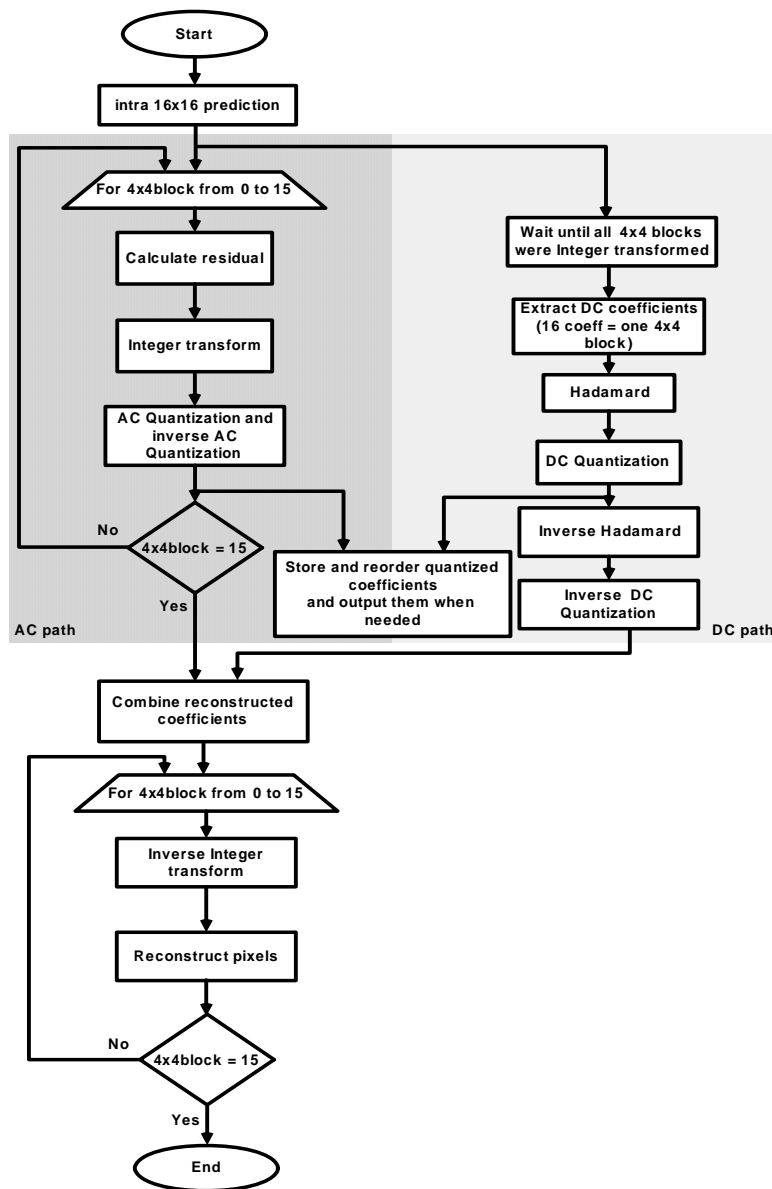 Start
intra 16x16 prediction
For 4x4block from 0 to 15
Calculate residual
Integer transform
AC Quantization and
inverse AC
Quantization
No
4x4block = 15
Yes
AC path
Wait until all 4x4 blocks
were Integer transformed
Extract DC coefficients
(16 coeff = one 4x4
block)
Hadamard
DC Quantization
Inverse Hadamard
Inverse DC
Quantization
DC path
Store and reorder quantized
coefficients
and output them when
needed
Combine reconstructed
coefficients
For 4x4block from 0 to 15
Inverse Integer
transform
Reconstruct pixels
No
4x4block = 15
Yes
End